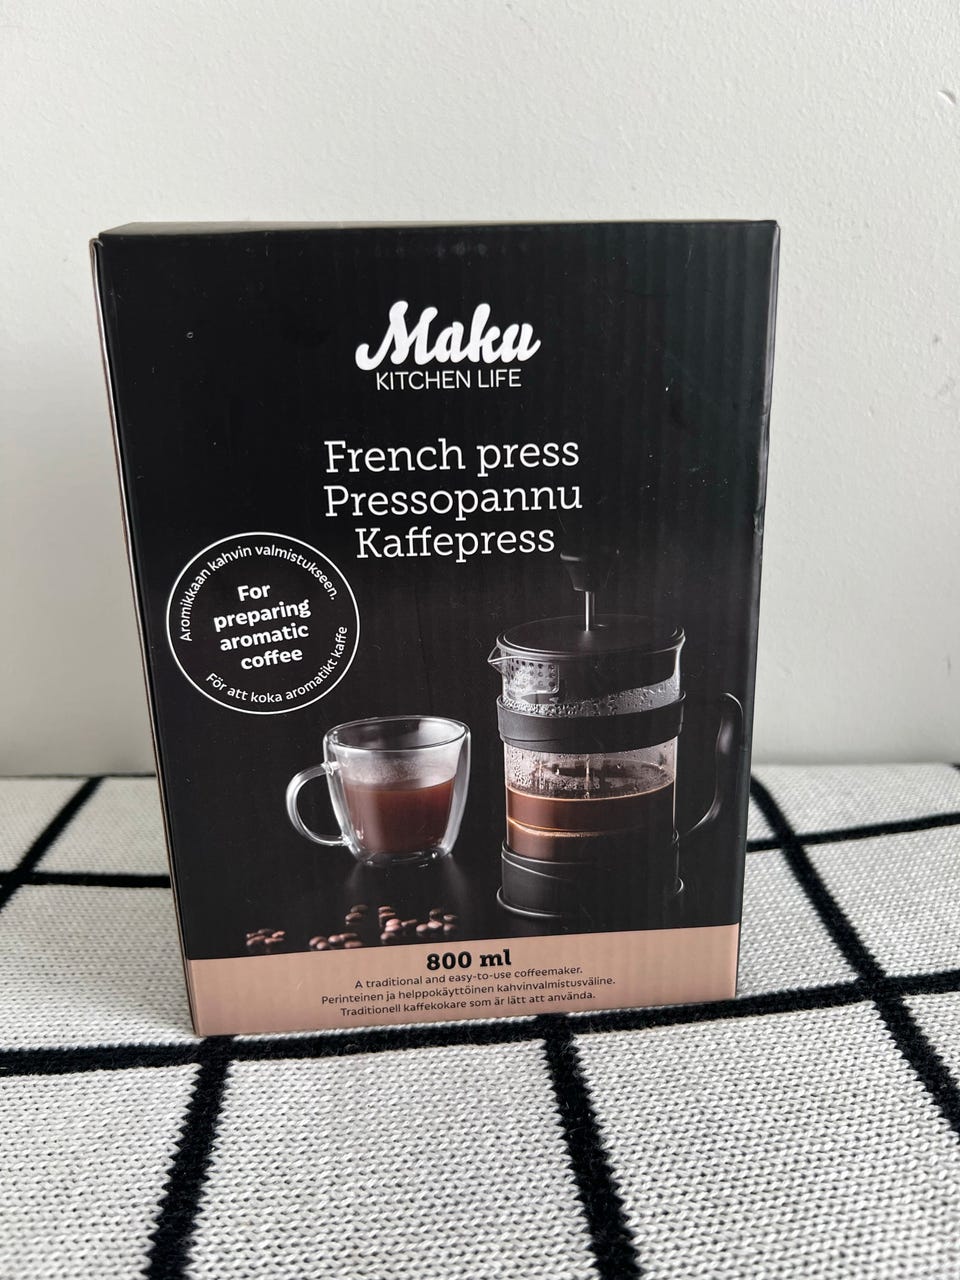 Maku
KITCHEN LIFE
French press
Pressopannu
Kaffepress
Aromikkaan kahvin valmistukseen.
For
preparing
aromatic
coffee
För att koka aromatikt kaffe
800 ml
A traditional and easy-to-use coffeemaker.
Perinteinen ja helppokäyttöinen kahvinvalmistusväline.
Traditionell kaffekokare som är lätt att använda.